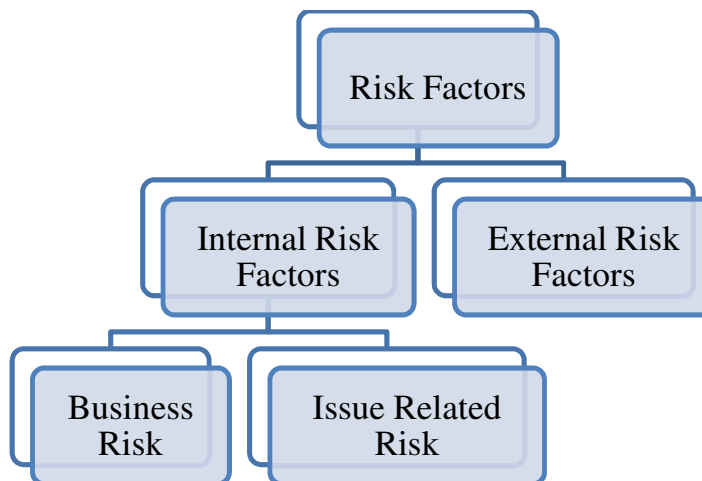 Risk Factors
Internal Risk
Factors
External Risk
Factors
Business
Risk
Issue Related
Risk